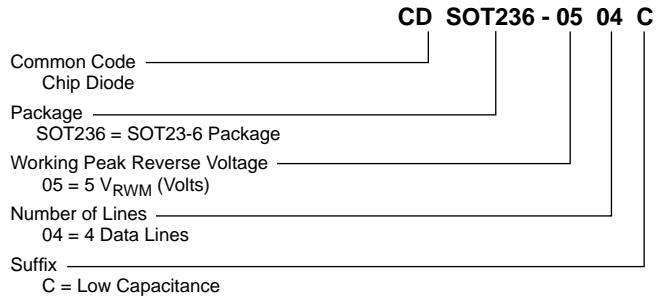 CD SOT236 - 05 04 C
Common Code
Chip Diode
Package
SOT236 = SOT23-6 Package
Working Peak Reverse Voltage
05 = 5 VRWM (Volts)
Number of Lines
04 = 4 Data Lines
Suffix
C = Low Capacitance